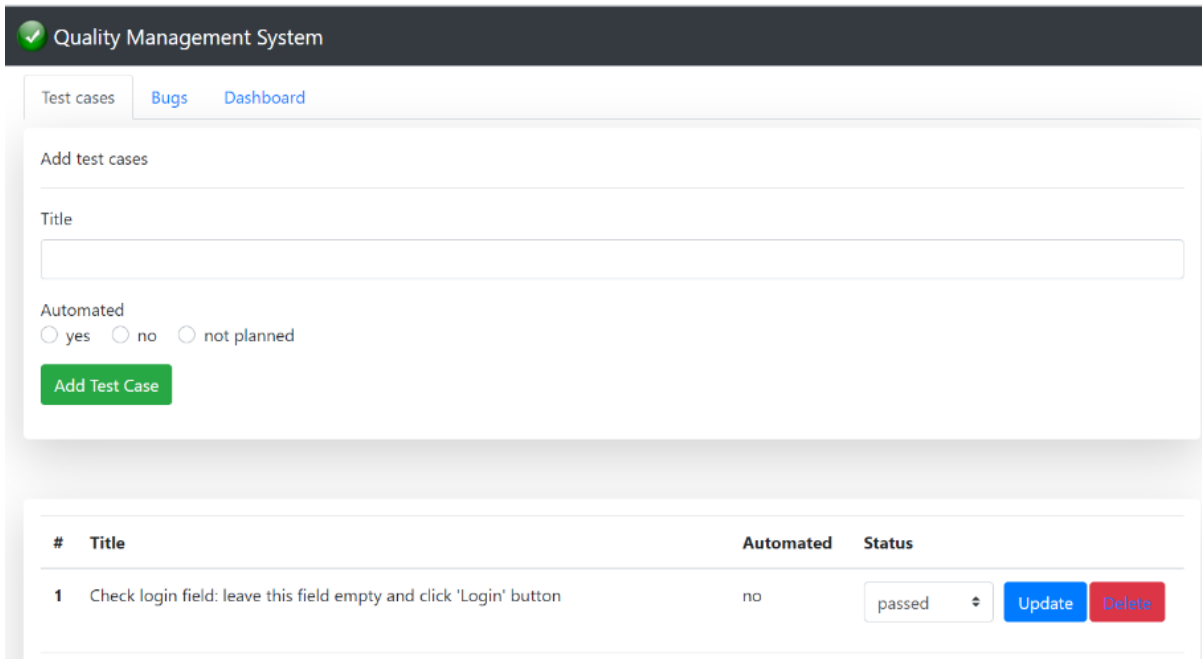 Quality Management System
Test cases Bugs Dashboard
Add test cases
Title
Automated
yes no not planned
Add Test Case
# Title Automated Status
1 Check login field: leave this field empty and click 'Login' button no passed Update Delete